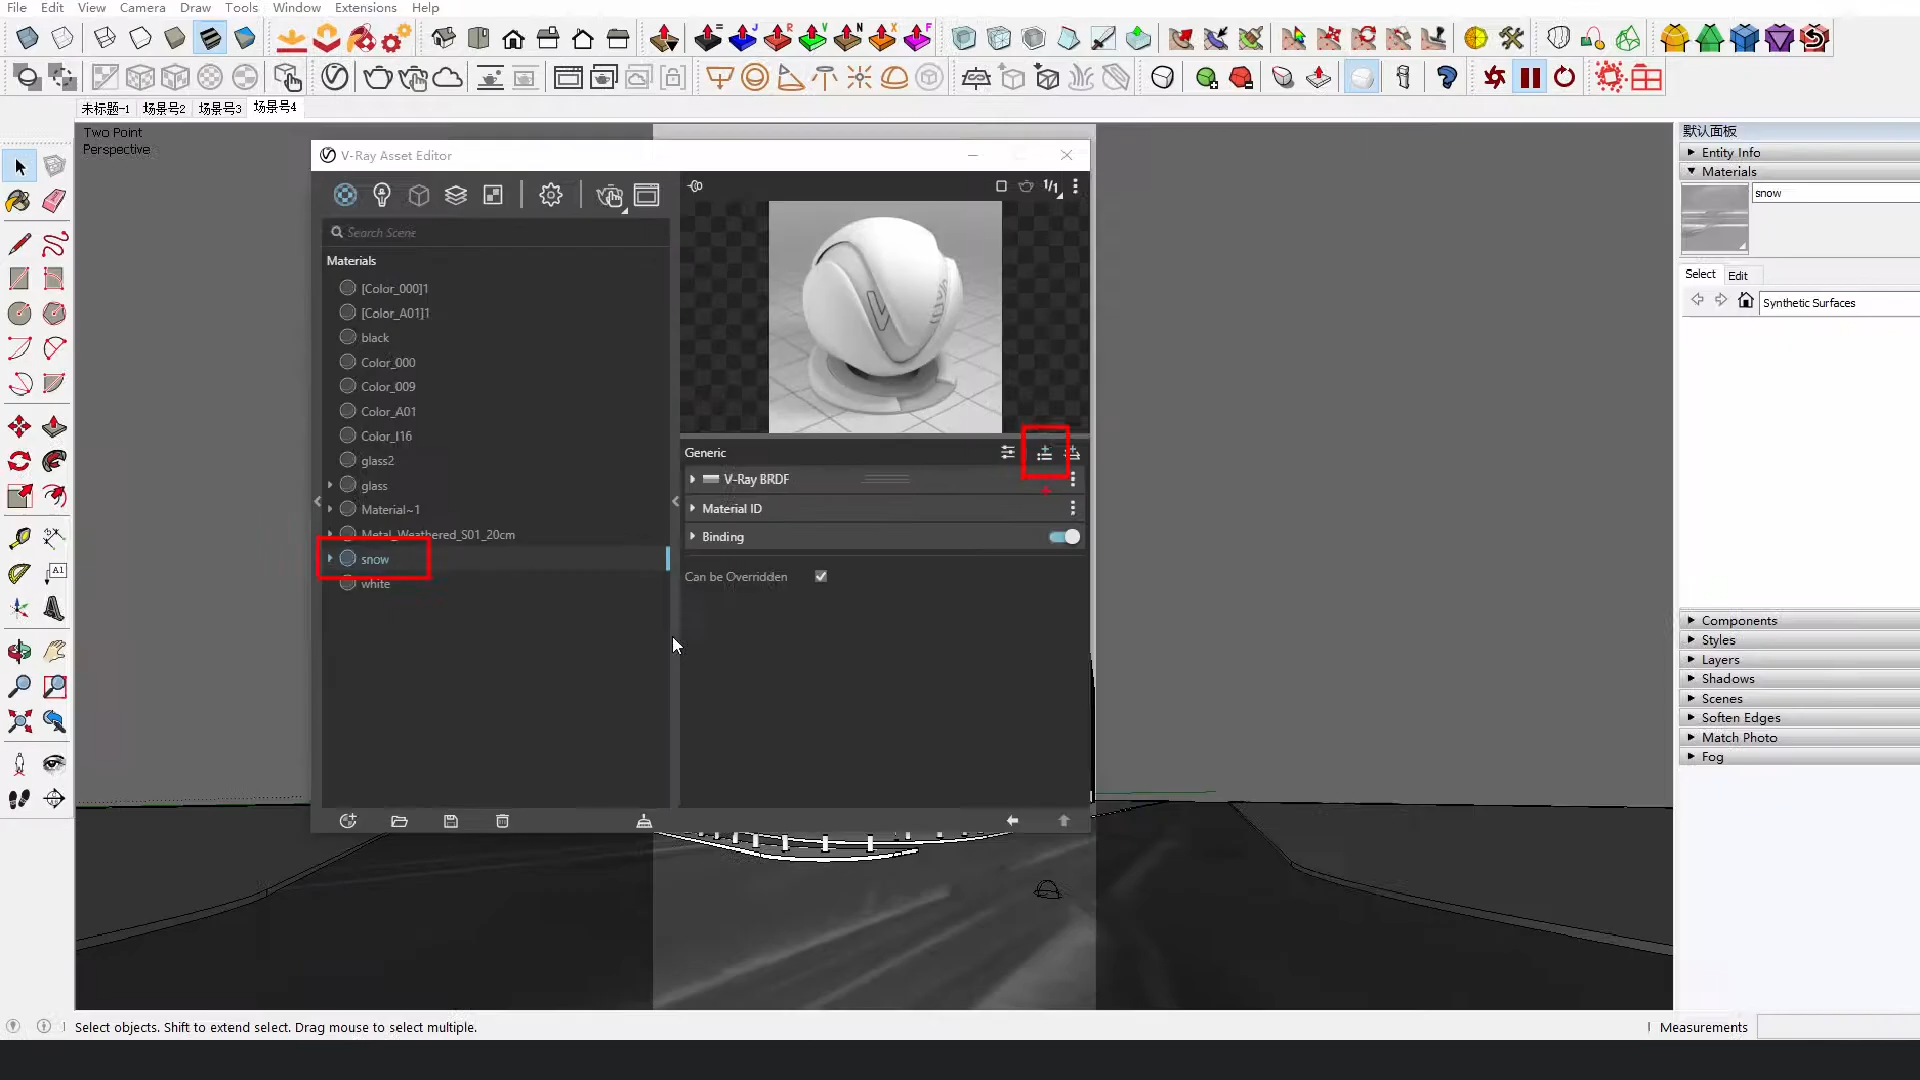 File Edit View Camera Draw Tools Window Extensions Help
= J R V N X F
未标题-1 场景号2 场景号3 场景号4
Two Point
Perspective
默认面板
V-Ray Asset Editor
Entity Info
Materials
1/1
snow
Search Scene
Materials
[Color_000]1
[Color_A01]1
black
Color_000
Color_009
Color_A01
Color_I16
glass2
glass
Material~1
Metal_Weathered_S01_20cm
snow
white
Generic
V-Ray BRDF
Material ID
Binding
Can be Overridden
Select Edit
Synthetic Surfaces
A1
Components
Styles
Layers
Shadows
Scenes
Soften Edges
Match Photo
Fog
Select objects. Shift to extend select. Drag mouse to select multiple.
Measurements